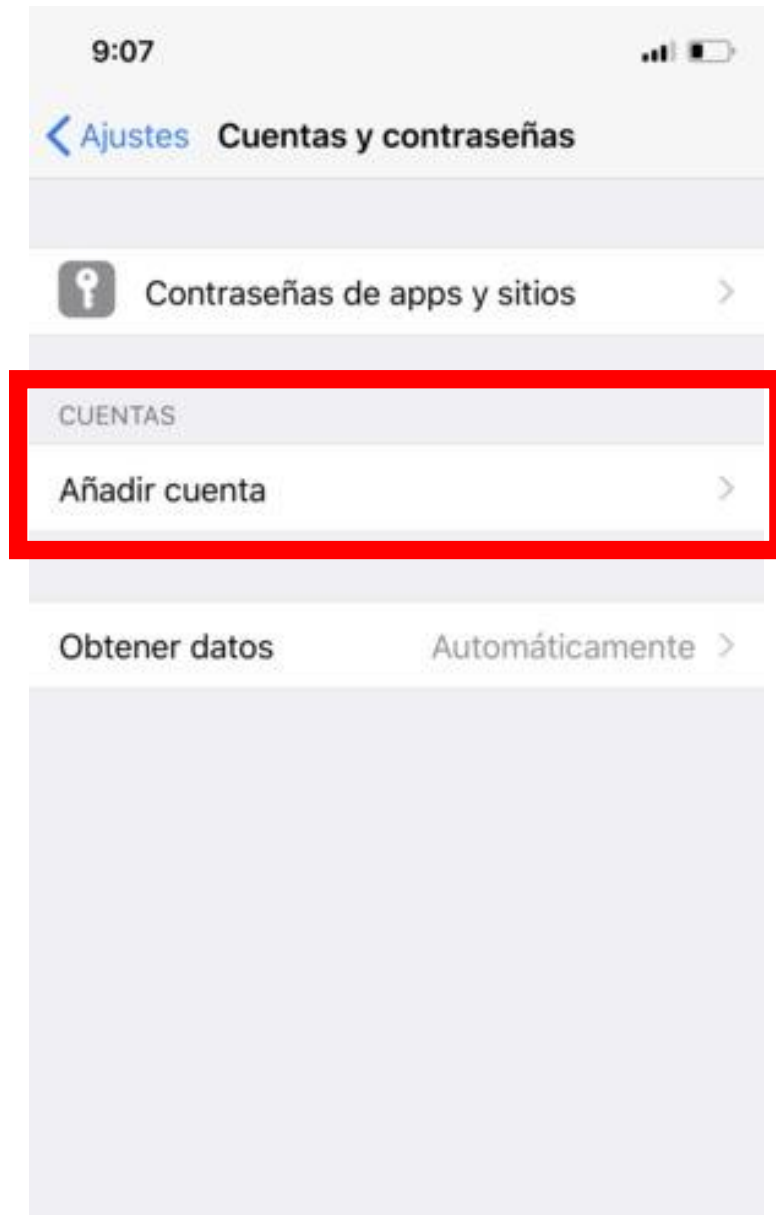 9:07
Ajustes Cuentas y contraseñas
Contraseñas de apps y sitios
CUENTAS
Añadir cuenta
Obtener datos Automáticamente